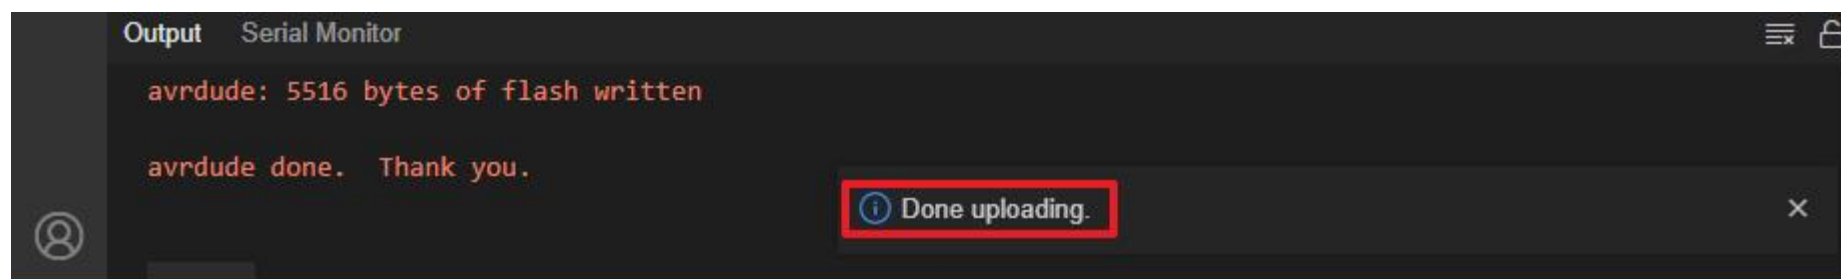 Output Serial Monitor
avrdude: 5516 bytes of flash written
avrdude done.  Thank you.
Done uploading.